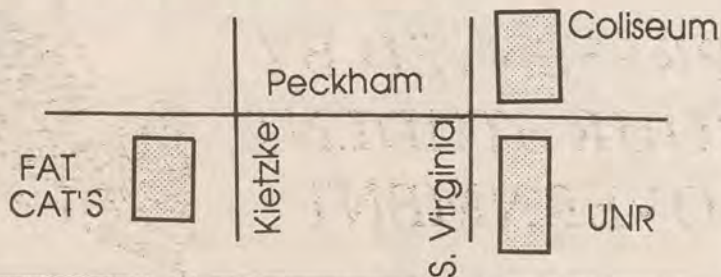 Coliseum
Peckham
FAT
CAT'S
Kietzke
S. Virginia
UNR